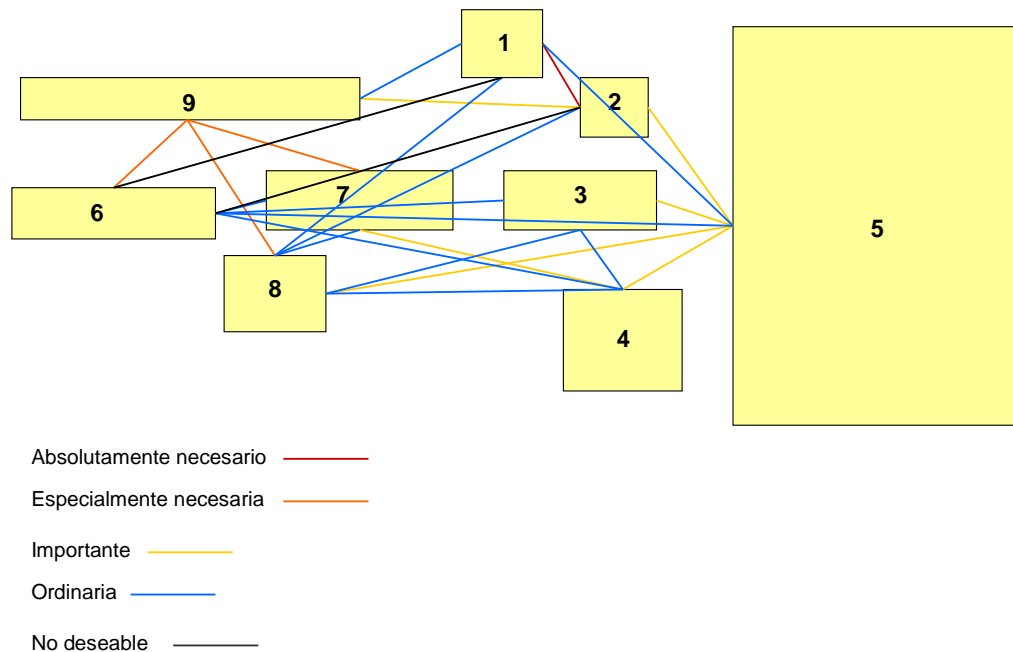 1
2
9
7
3
6
5
8
4
Absolutamente necesario
Especialmente necesaria
Importante
Ordinaria
No deseable